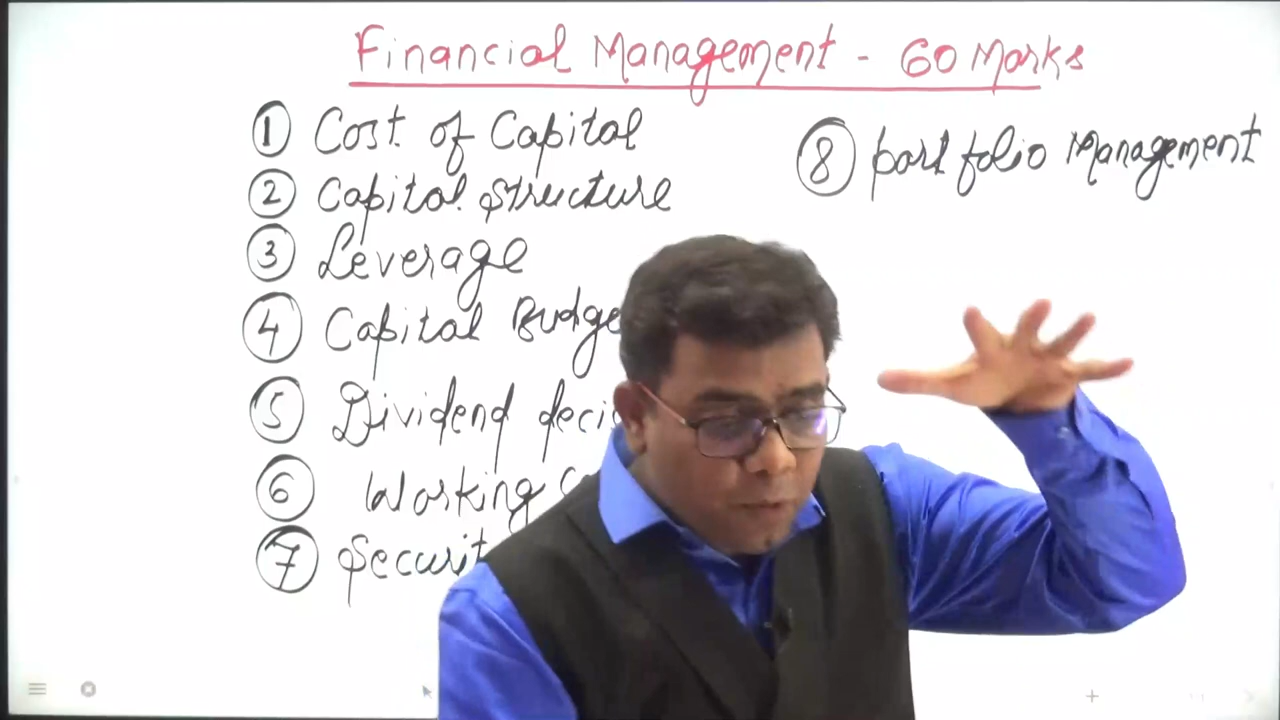 Financial Management - 60 Marks
① Cost of Capital
② Capital Structure
③ Leverage
④ Capital Budge
⑤ Dividend deci
⑥ Working C
⑦ Securit
⑧ portfolio Management